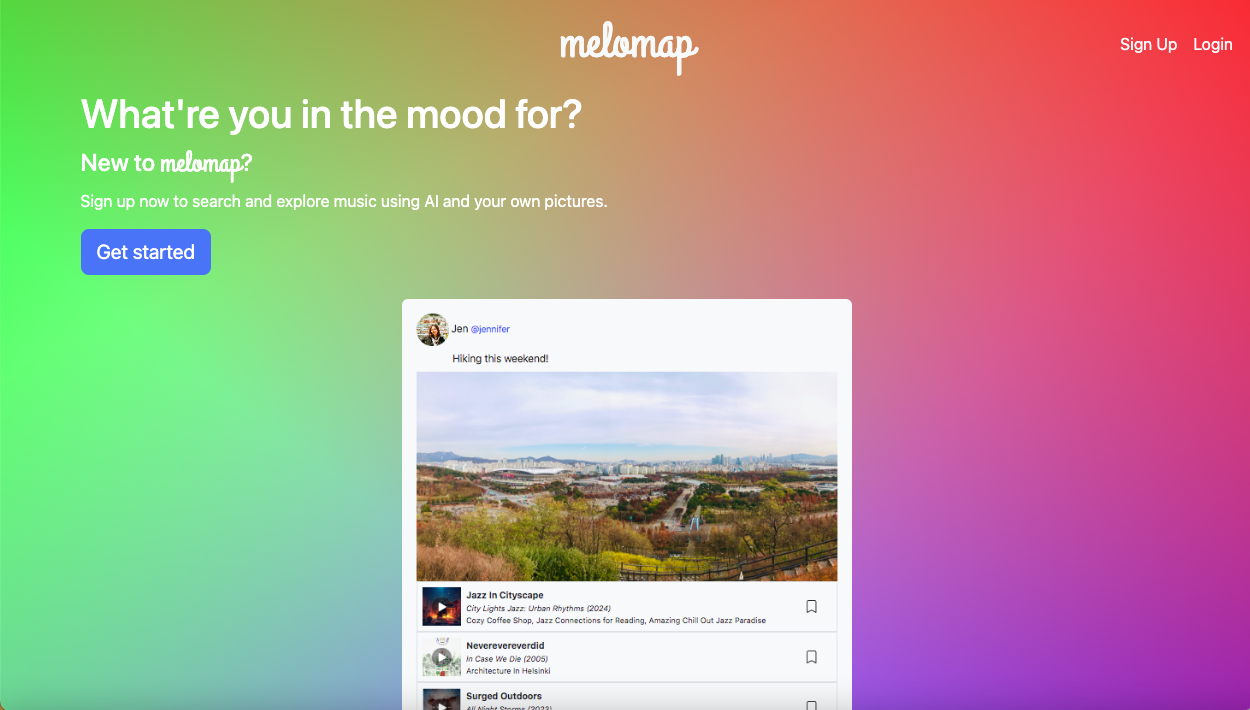 melomap
Sign Up Login
What're you in the mood for?
New to melomap?
Sign up now to search and explore music using AI and your own pictures.
Get started
Jen @jennifer
Hiking this weekend!
Jazz In Cityscape
City Lights Jazz: Urban Rhythms (2024)
Cozy Coffee Shop, Jazz Connections for Reading, Amazing Chill Out Jazz Paradise
Neverevereverdid
In Case We Die (2005)
Architecture In Helsinki
Surged Outdoors
All Night Storms (2023)